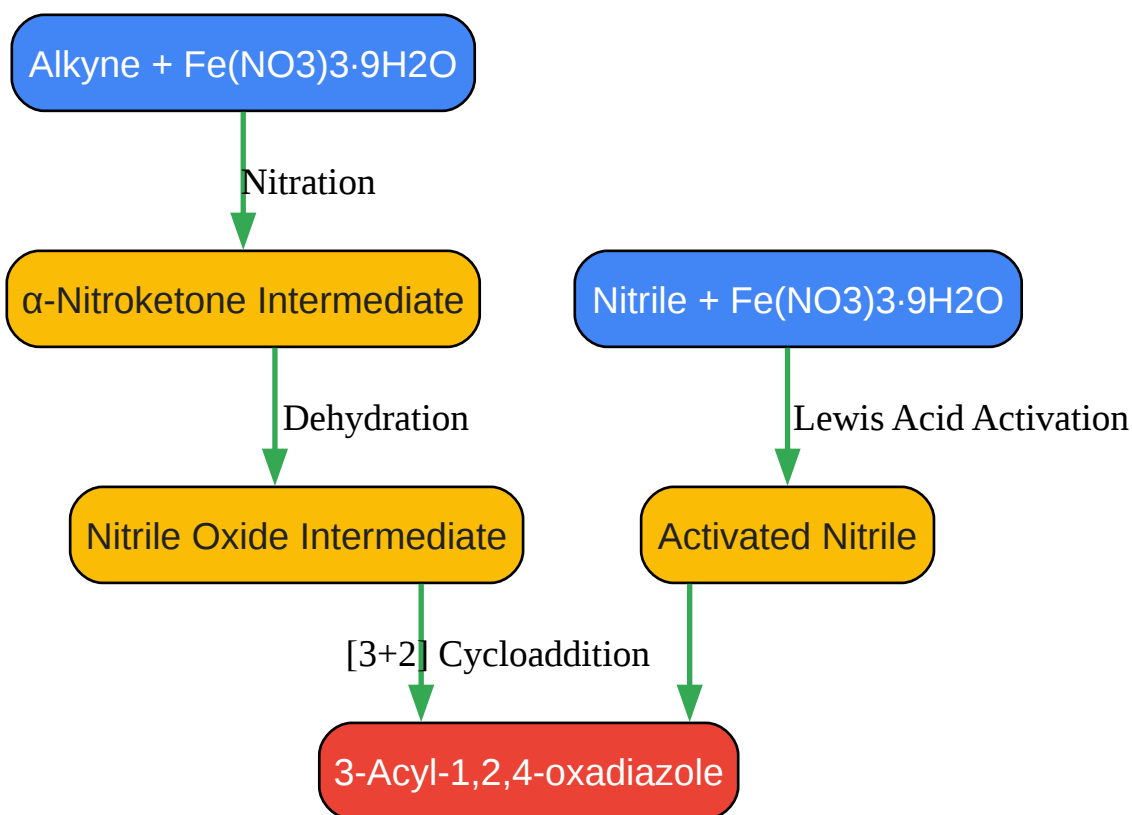 Alkyne + Fe(NO3)3·9H2O
Nitration
α-Nitroketone Intermediate
Nitrile + Fe(NO3)3·9H2O
Dehydration
Lewis Acid Activation
Nitrile Oxide Intermediate
Activated Nitrile
[3+2] Cycloaddition
3-Acyl-1,2,4-oxadiazole